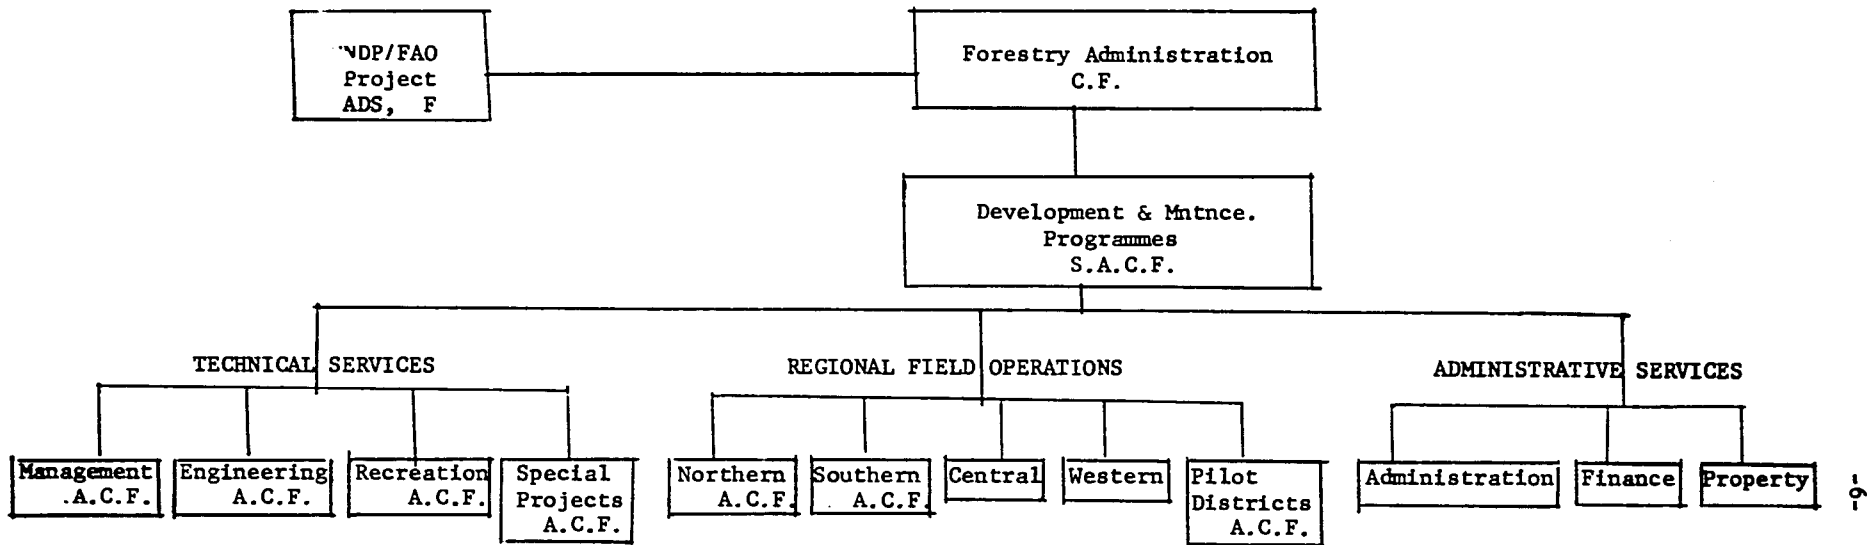 NDP/FAO
Project
ADS, F
Forestry Administration
C.F.
Development & Mntnce.
Programmes
S.A.C.F.
TECHNICAL SERVICES
REGIONAL FIELD OPERATIONS
ADMINISTRATIVE SERVICES
Management
A.C.F.
Engineering
A.C.F.
Recreation
A.C.F.
Special
Projects
A.C.F.
Northern
A.C.F.
Southern
A.C.F.
Central
Western
Pilot
Districts
A.C.F.
Administration
Finance
Property
-6-